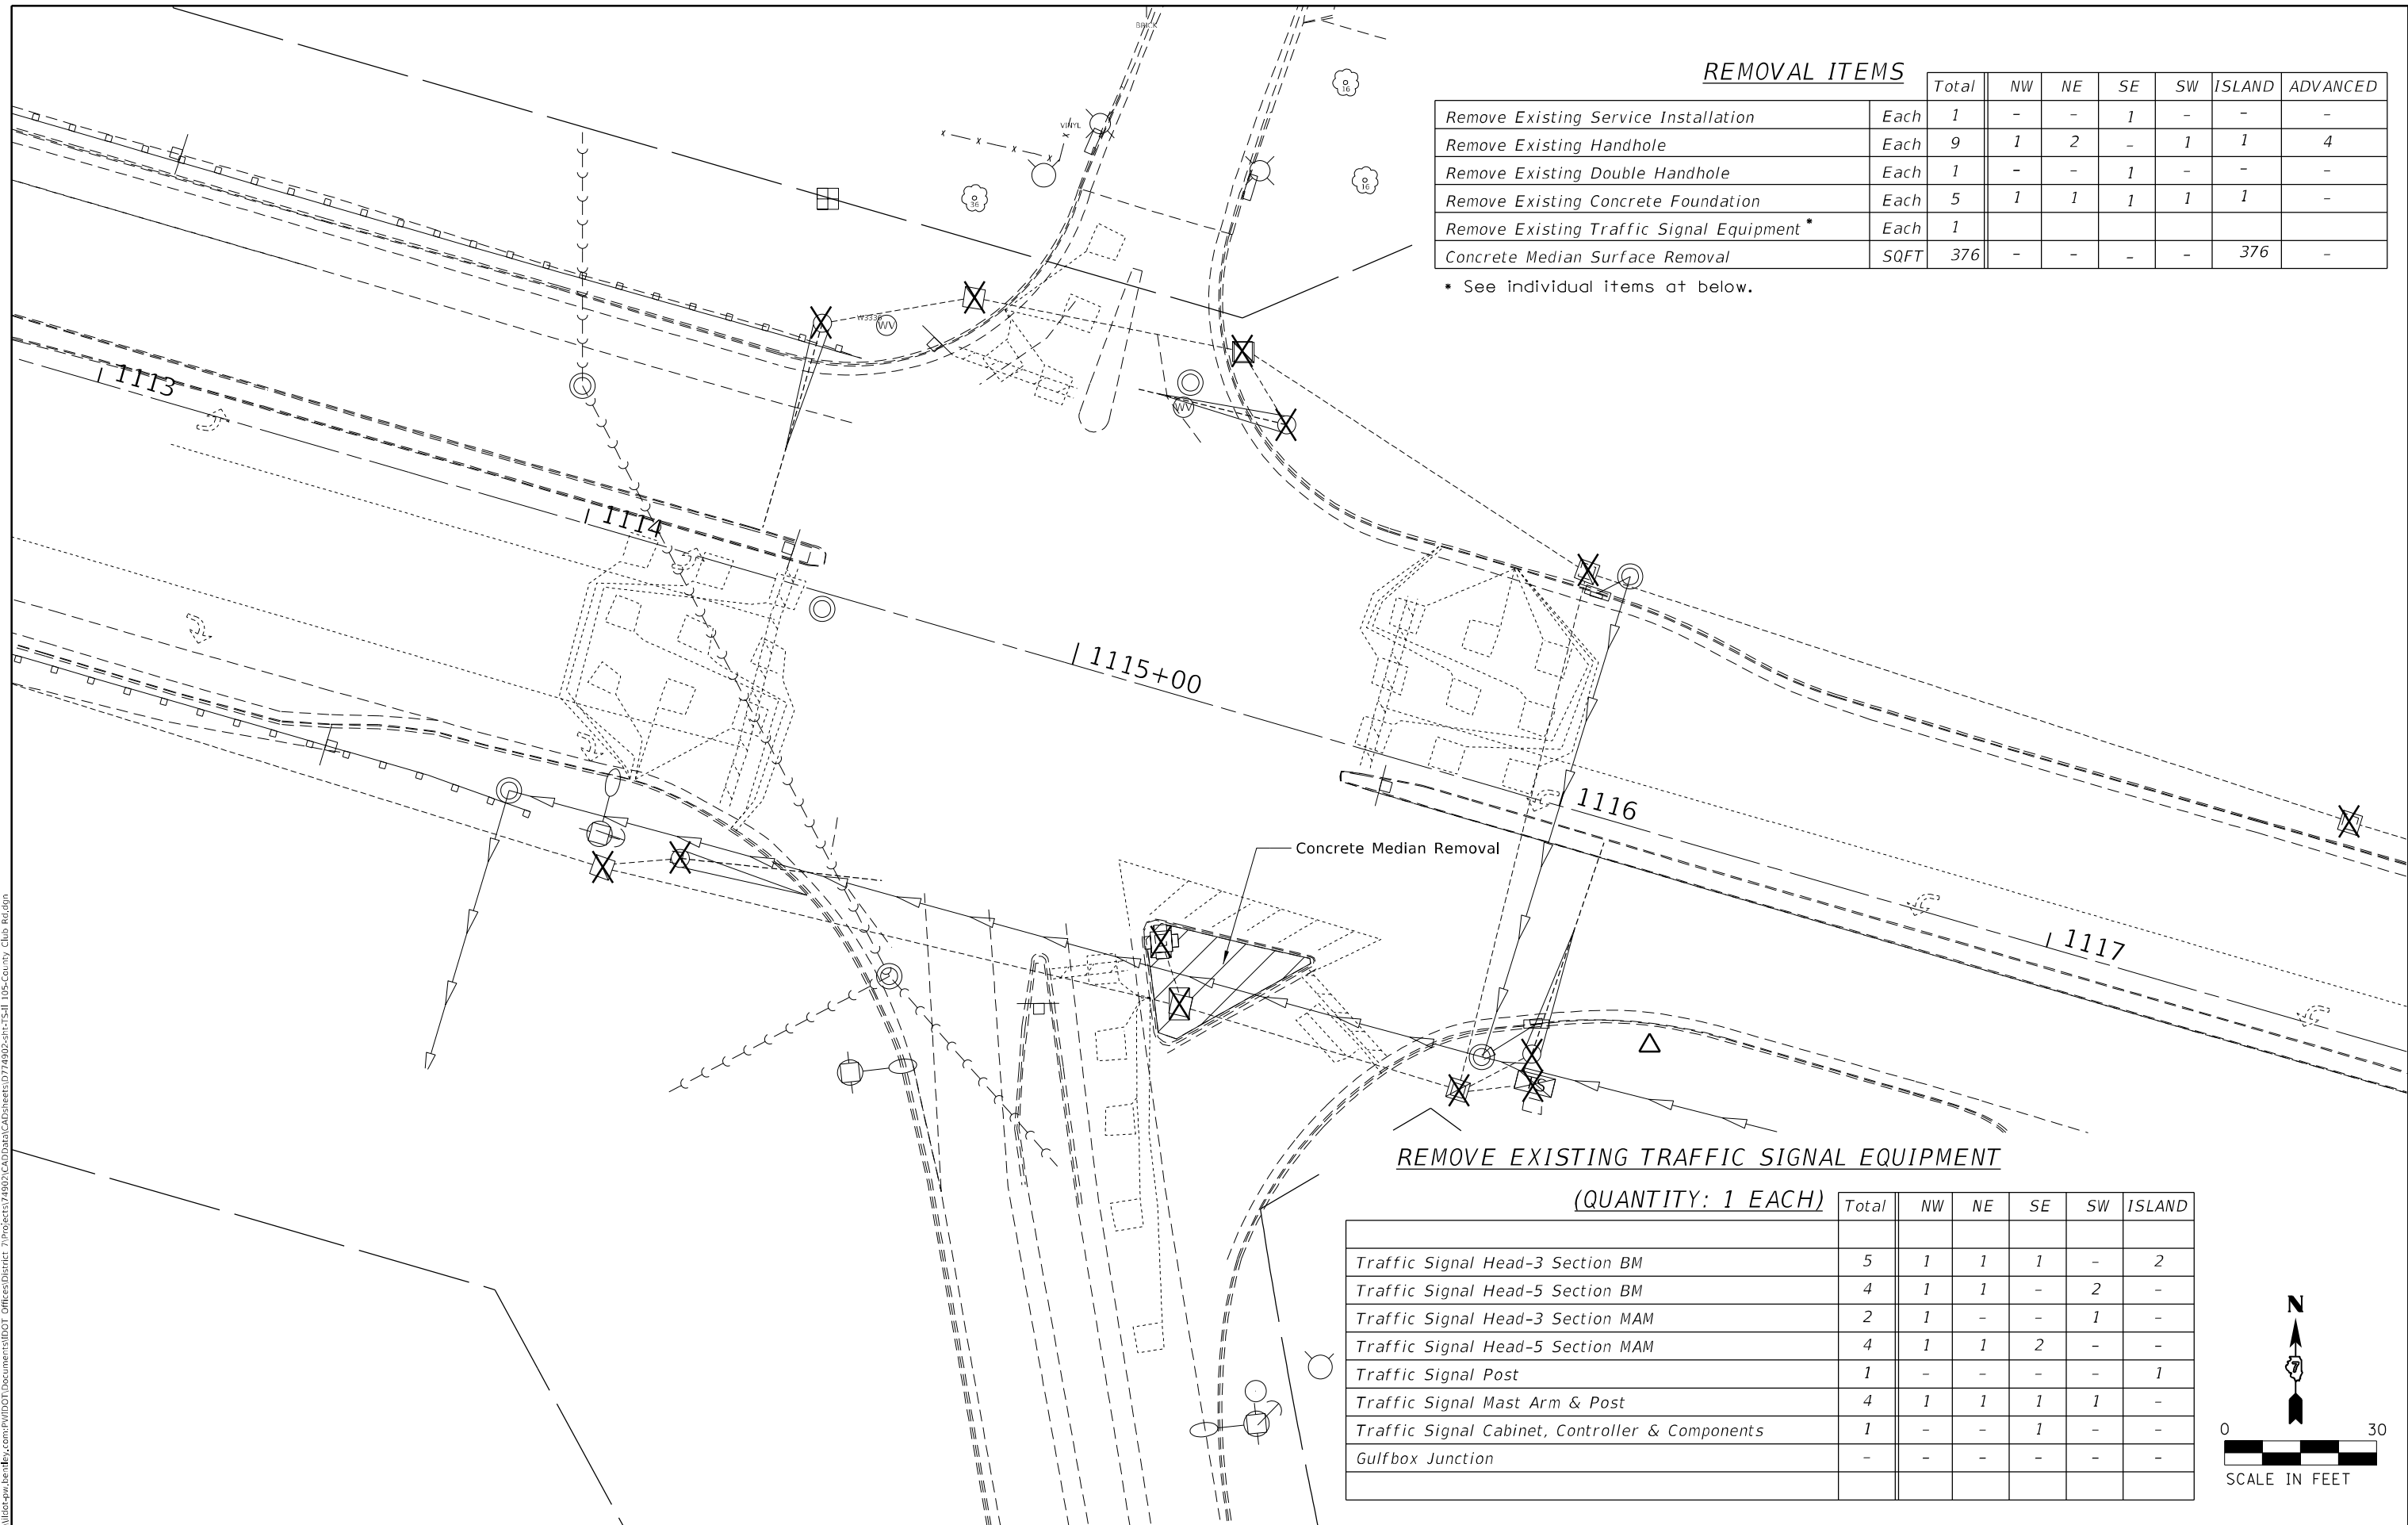 BRICK
REMOVAL ITEMS
Total NW NE SE SW ISLAND ADVANCED
Remove Existing Service Installation Each 1 - - 1 - - -
Remove Existing Handhole Each 9 1 2 - 1 1 4
Remove Existing Double Handhole Each 1 - - 1 - - -
Remove Existing Concrete Foundation Each 5 1 1 1 1 1 -
Remove Existing Traffic Signal Equipment * Each 1
Concrete Median Surface Removal SQFT 376 - - - - 376 -
* See individual items at below.
16
VINYL
16
36
WV
WV
1113
1114
1115+00
1116
1117
Concrete Median Removal
REMOVE EXISTING TRAFFIC SIGNAL EQUIPMENT
(QUANTITY: 1 EACH) Total NW NE SE SW ISLAND
Traffic Signal Head-3 Section BM 5 1 1 1 - 2
Traffic Signal Head-5 Section BM 4 1 1 - 2 -
Traffic Signal Head-3 Section MAM 2 1 - - 1 -
Traffic Signal Head-5 Section MAM 4 1 1 2 - -
Traffic Signal Post 1 - - - - 1
Traffic Signal Mast Arm & Post 4 1 1 1 1 -
Traffic Signal Cabinet, Controller & Components 1 - - 1 - -
Gulfbox Junction - - - - - -
N
7
0 30
SCALE IN FEET